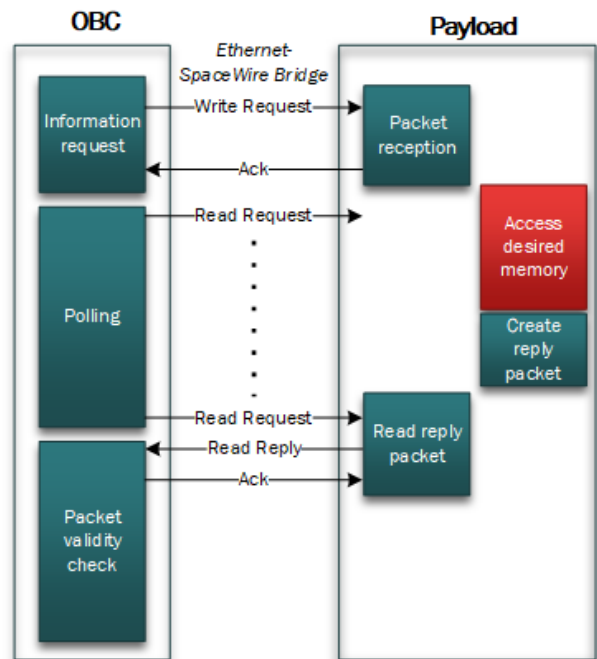 OBC
Ethernet-
SpaceWire Bridge
Payload
Information
request
Write Request
Packet
reception
Ack
Read Request
Access
desired
memory
Polling
Create
reply
packet
Read Request
Read reply
packet
Read Reply
Ack
Packet
validity
check